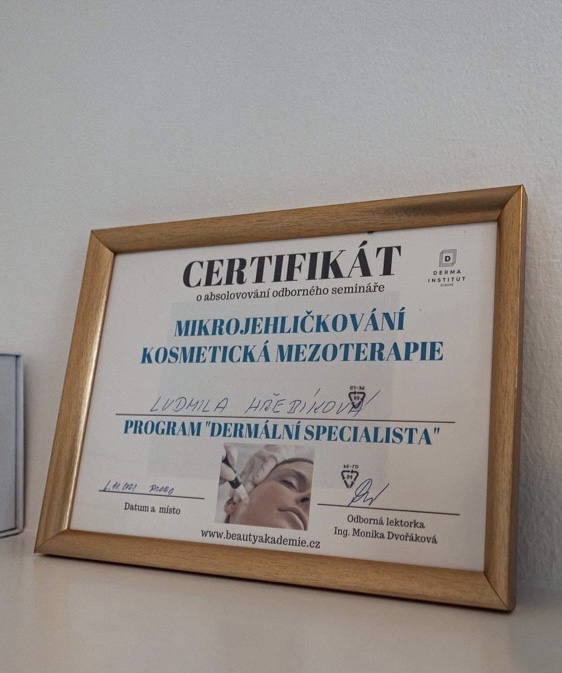 CERTIFIKÁT
o absolovování odborného semináře
DERMA
INSTITUT
MIKROJEHLIČKOVÁNÍ
KOSMETICKÁ MEZOTERAPIE
LUDMILA HŘEBÍKOVÁ
PROGRAM "DERMÁLNÍ SPECIALISTA"
Datum a místo
Odborná lektorka
Ing. Monika Dvořáková
www.beautyakademie.cz